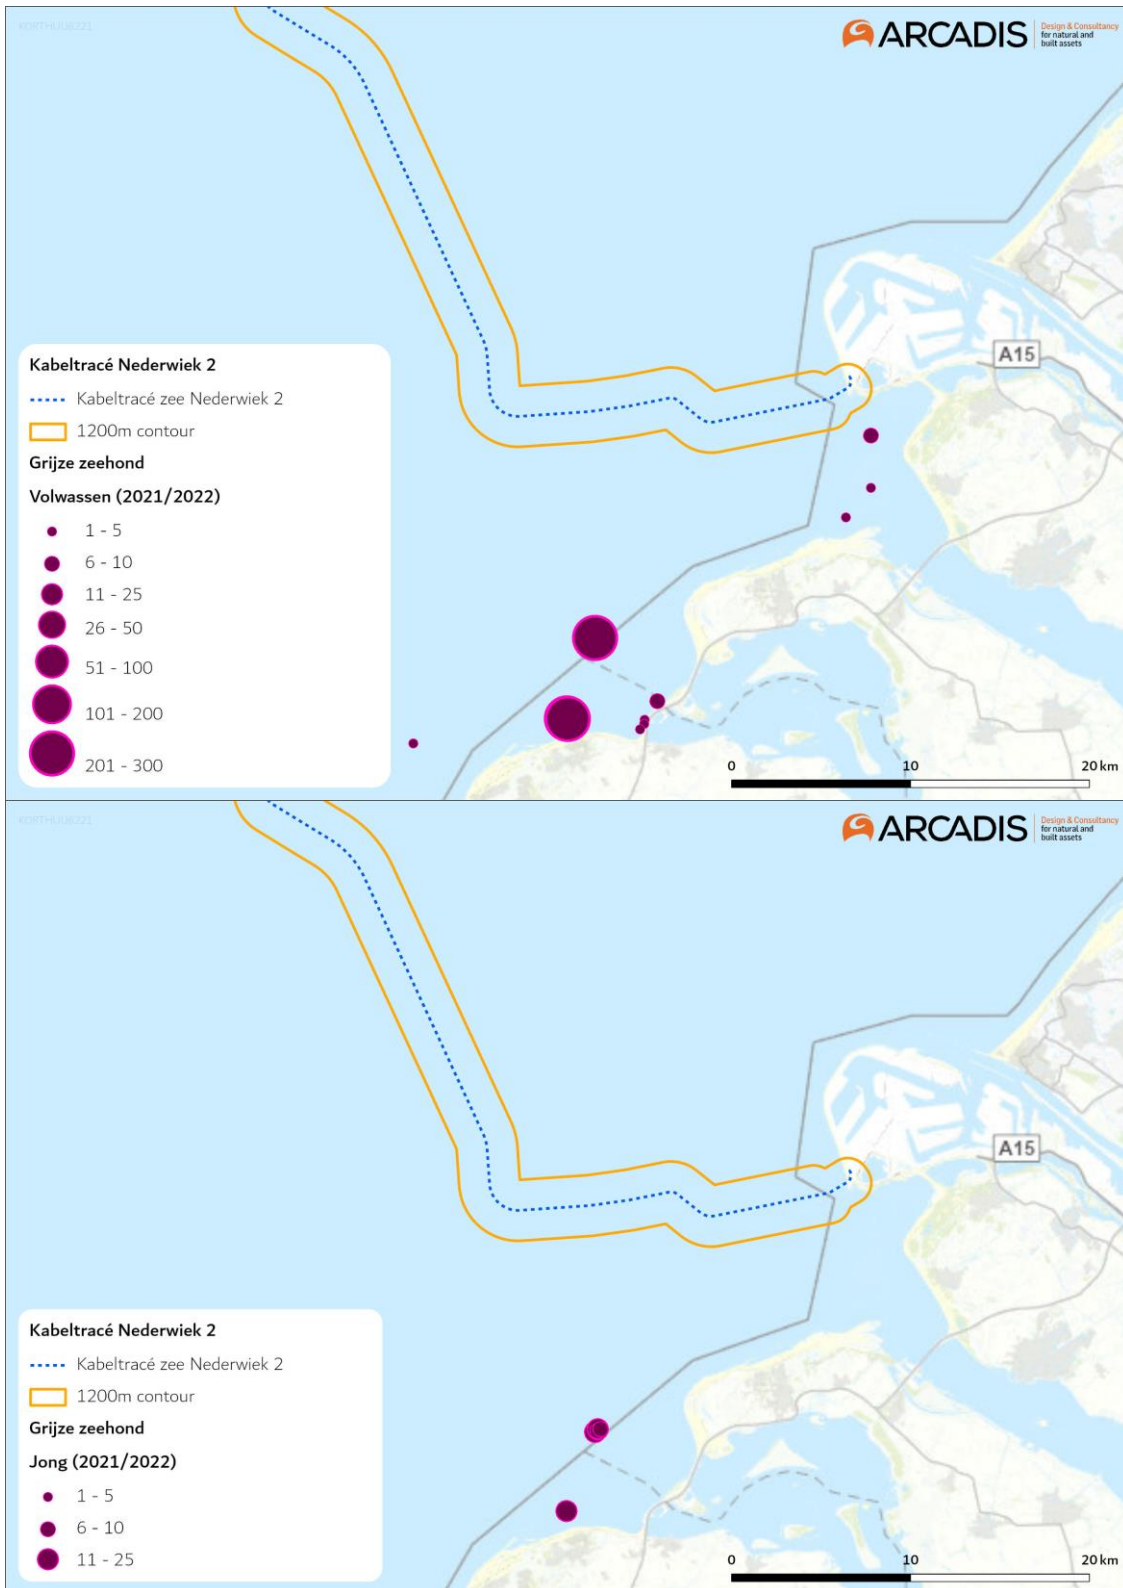 KORTHUIJ6221
ARCADIS
Design & Consultancy
for natural and
built assets
A15
Kabeltracé Nederwiek 2
Kabeltracé zee Nederwiek 2
1200m contour
Grijze zeehond
Volwassen (2021/2022)
1 - 5
6 - 10
11 - 25
26 - 50
51 - 100
101 - 200
201 - 300
0
10
20 km
ARCADIS
Design & Consultancy
for natural and
built assets
A15
Kabeltracé Nederwiek 2
Kabeltracé zee Nederwiek 2
1200m contour
Grijze zeehond
Jong (2021/2022)
1 - 5
6 - 10
11 - 25
0
10
20 km